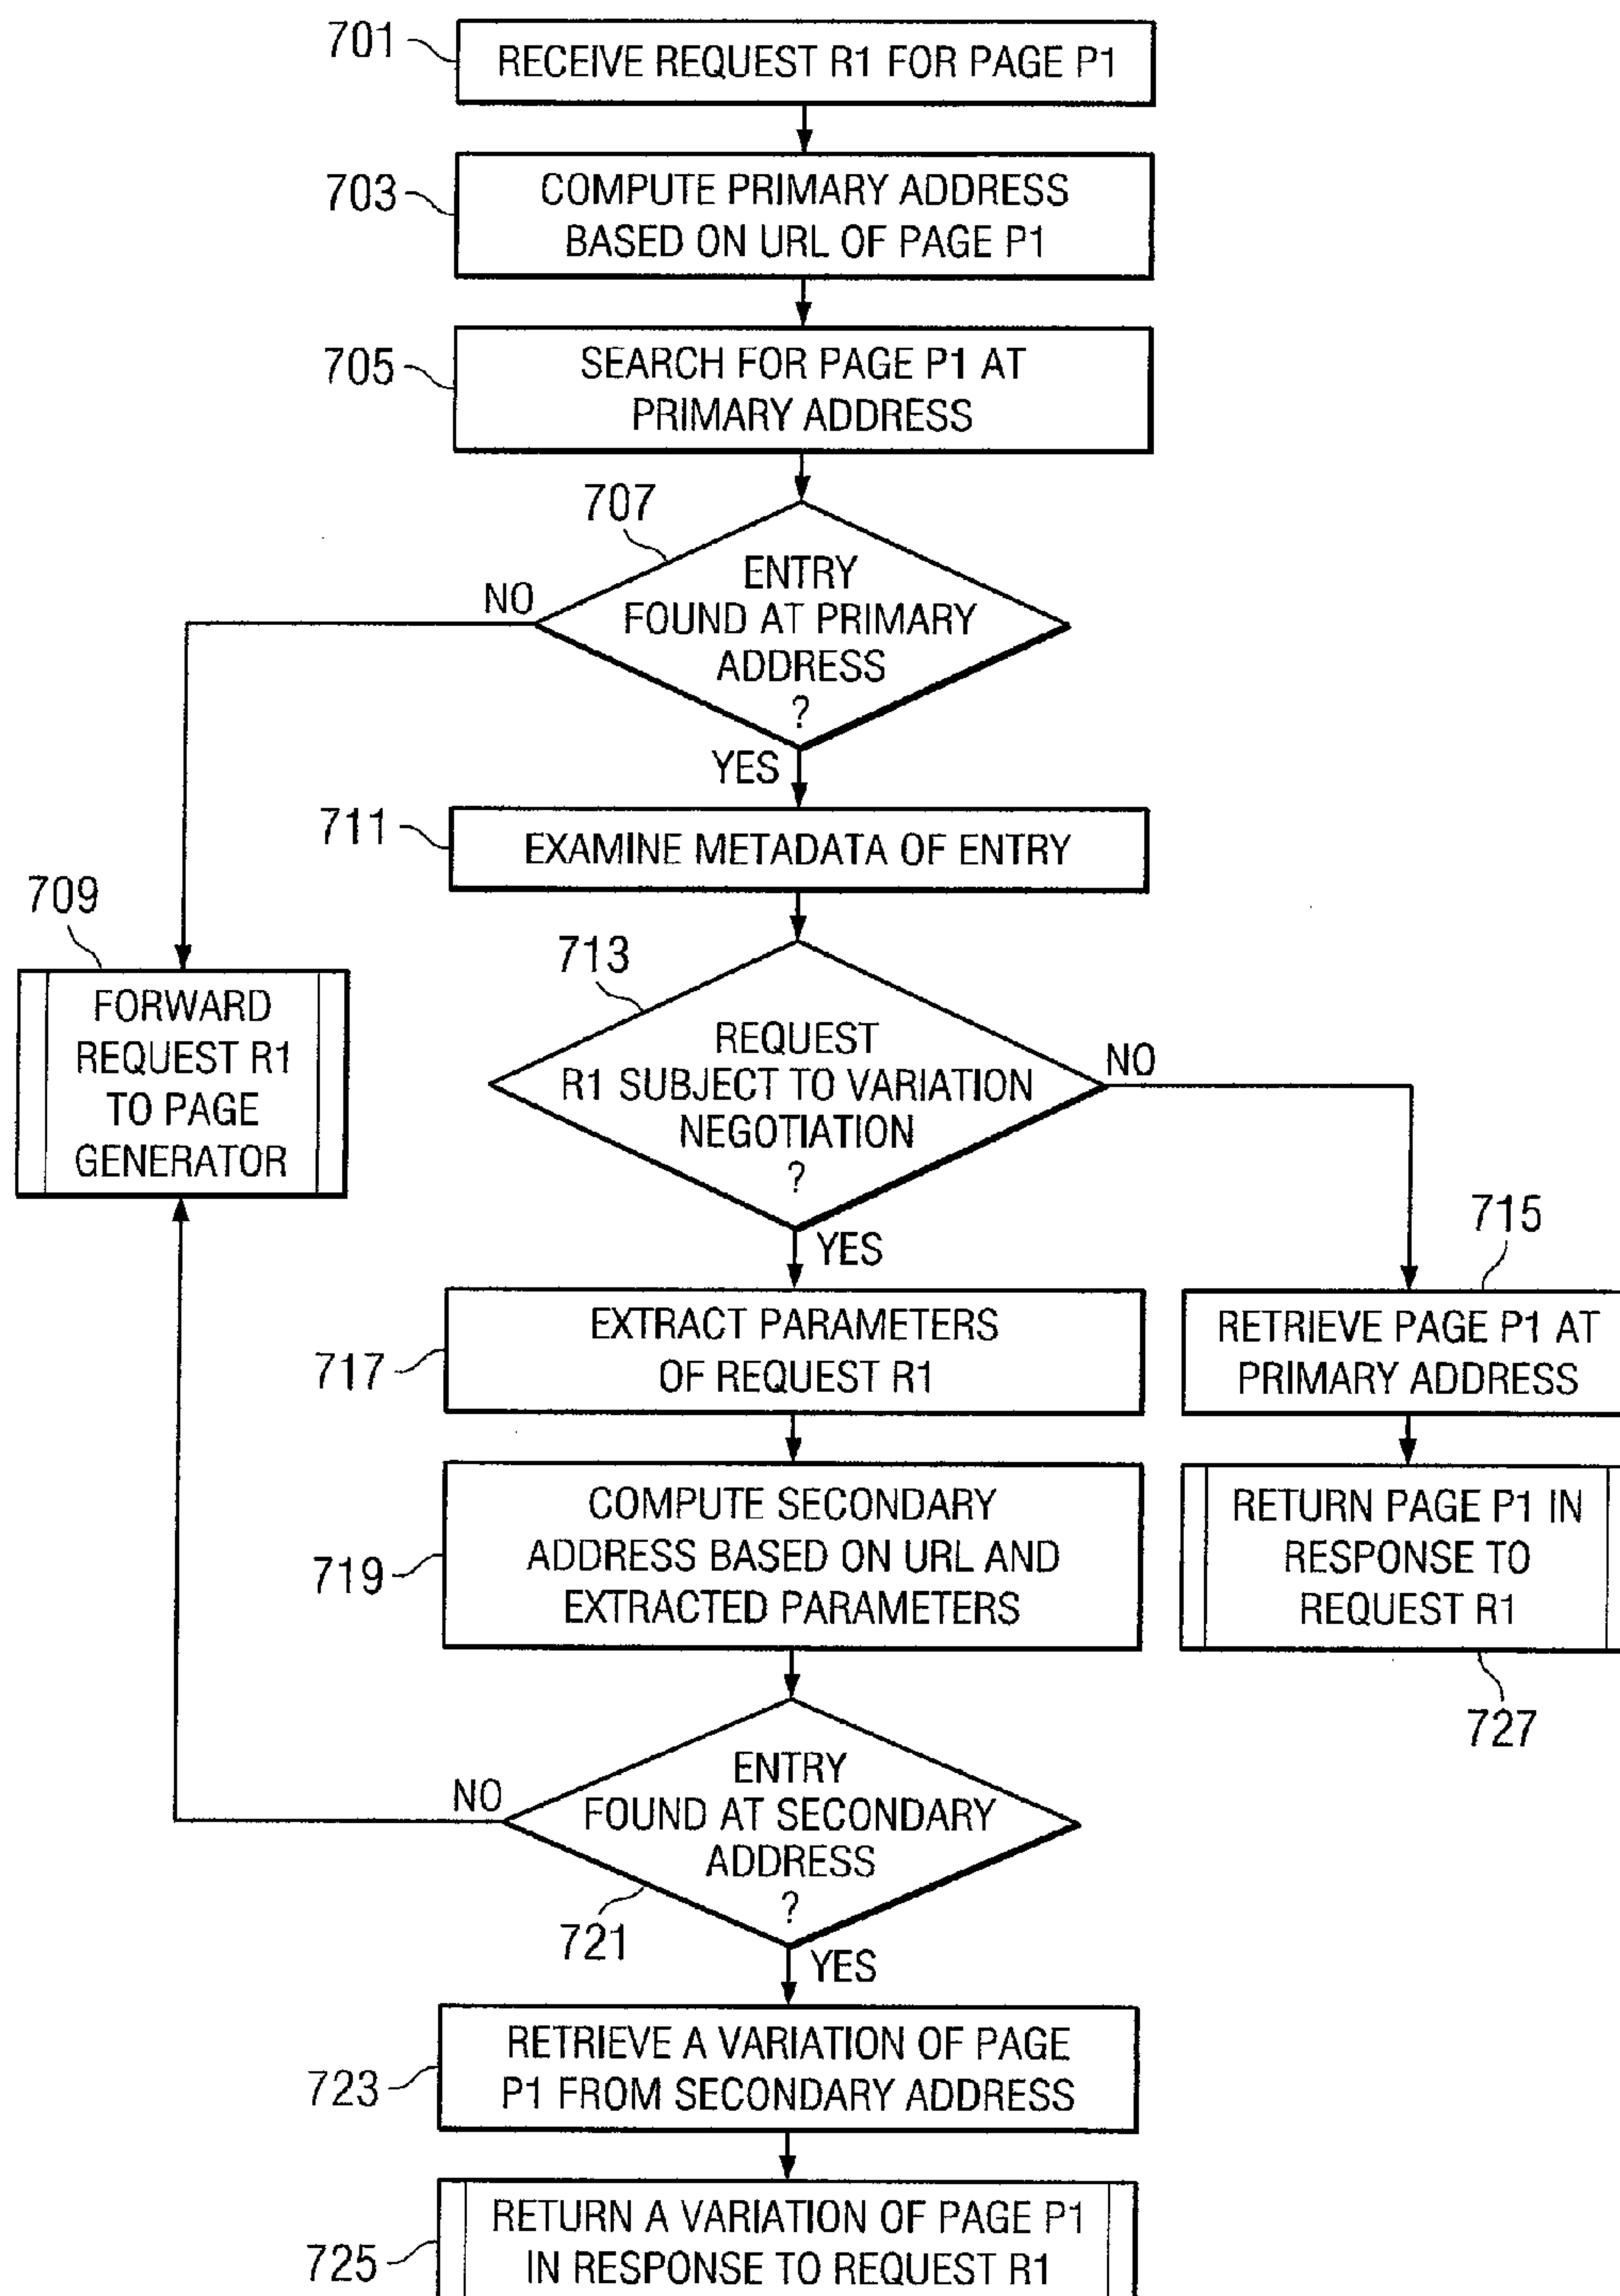 701
RECEIVE REQUEST R1 FOR PAGE P1
703
COMPUTE PRIMARY ADDRESS
BASED ON URL OF PAGE P1
705
SEARCH FOR PAGE P1 AT
PRIMARY ADDRESS
707
ENTRY
FOUND AT PRIMARY
ADDRESS
?
NO
YES
711
EXAMINE METADATA OF ENTRY
709
FORWARD
REQUEST R1
TO PAGE
GENERATOR
713
REQUEST
R1 SUBJECT TO VARIATION
NEGOTIATION
?
NO
YES
715
RETRIEVE PAGE P1 AT
PRIMARY ADDRESS
717
EXTRACT PARAMETERS
OF REQUEST R1
719
COMPUTE SECONDARY
ADDRESS BASED ON URL AND
EXTRACTED PARAMETERS
RETURN PAGE P1 IN
RESPONSE TO
REQUEST R1
727
ENTRY
FOUND AT SECONDARY
ADDRESS
?
NO
721
YES
723
RETRIEVE A VARIATION OF PAGE
P1 FROM SECONDARY ADDRESS
725
RETURN A VARIATION OF PAGE P1
IN RESPONSE TO REQUEST R1